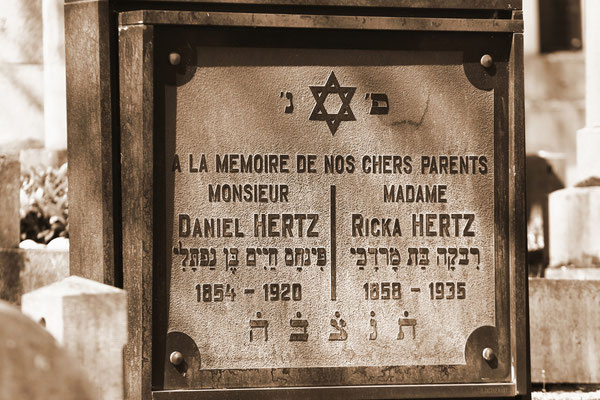 פ׳ נ׳
A LA MEMOIRE DE NOS CHERS PARENTS
MONSIEUR MADAME
DANIEL HERTZ RICKA HERTZ
פִּינְחָס חַיִּים בֶּן נַפְתָּלִי רִבְקָה בַּת מָרְדְּכַי
1854 - 1920 1858 - 1935
ת נ צ ב ה